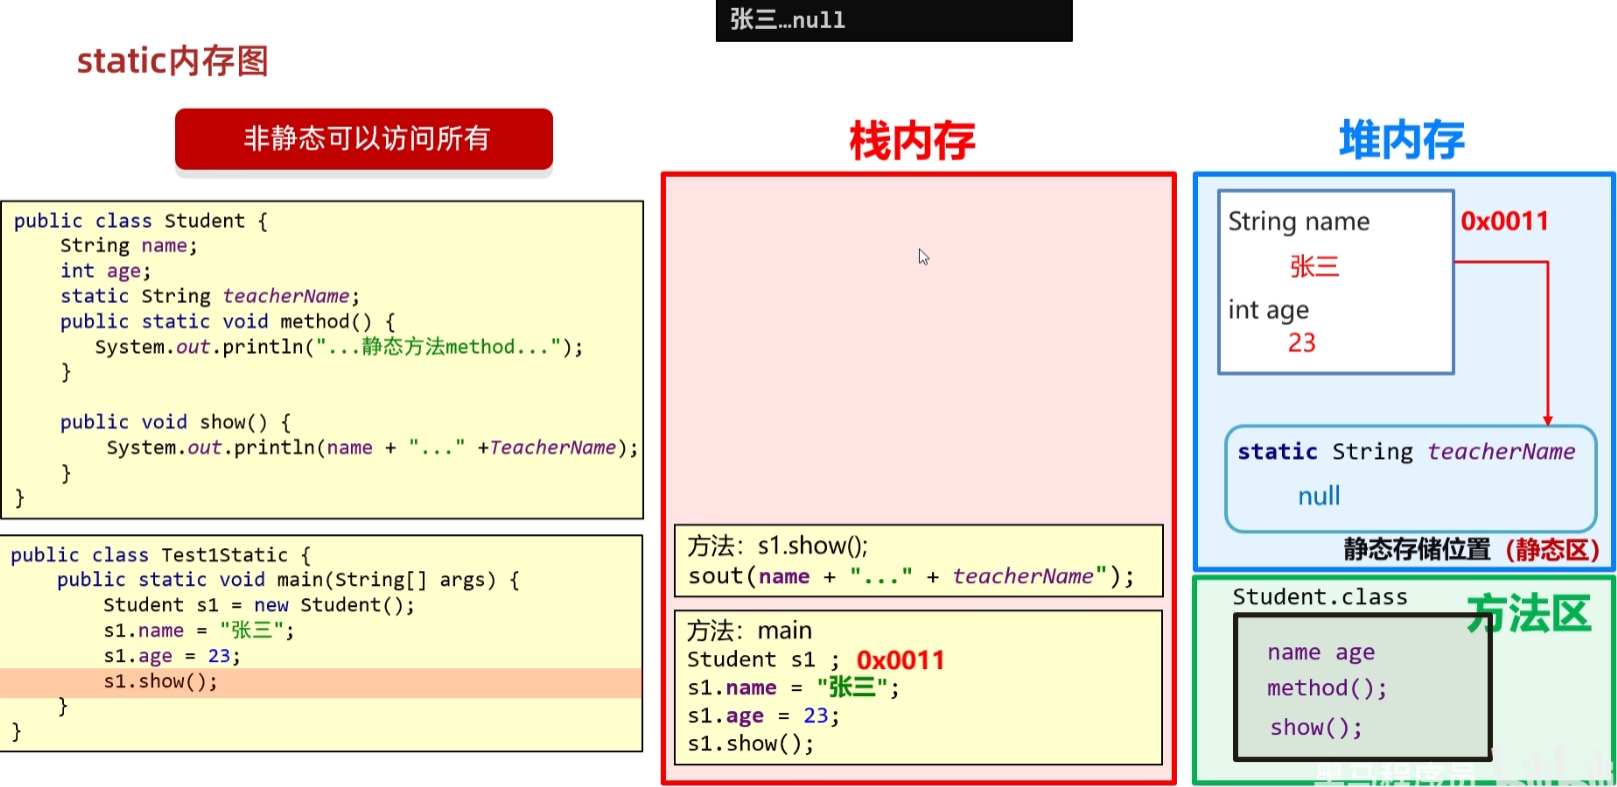 张三…null
static内存图
非静态可以访问所有
public class Student {
String name;
int age;
static String teacherName;
public static void method() {
System.out.println("...静态方法method...");
}
public void show() {
System.out.println(name + "..." +TeacherName);
}
}
public class Test1Static {
public static void main(String[] args) {
Student s1 = new Student();
s1.name = "张三";
s1.age = 23;
s1.show();
}
}
栈内存
方法：s1.show();
sout(name + "..." + teacherName");
方法：main
Student s1 ; 0x0011
s1.name = "张三";
s1.age = 23;
s1.show();
堆内存
String name
0x0011
张三
int age
23
static String teacherName
null
静态存储位置（静态区）
Student.class
方法区
name age
method();
show();
黑马程序员